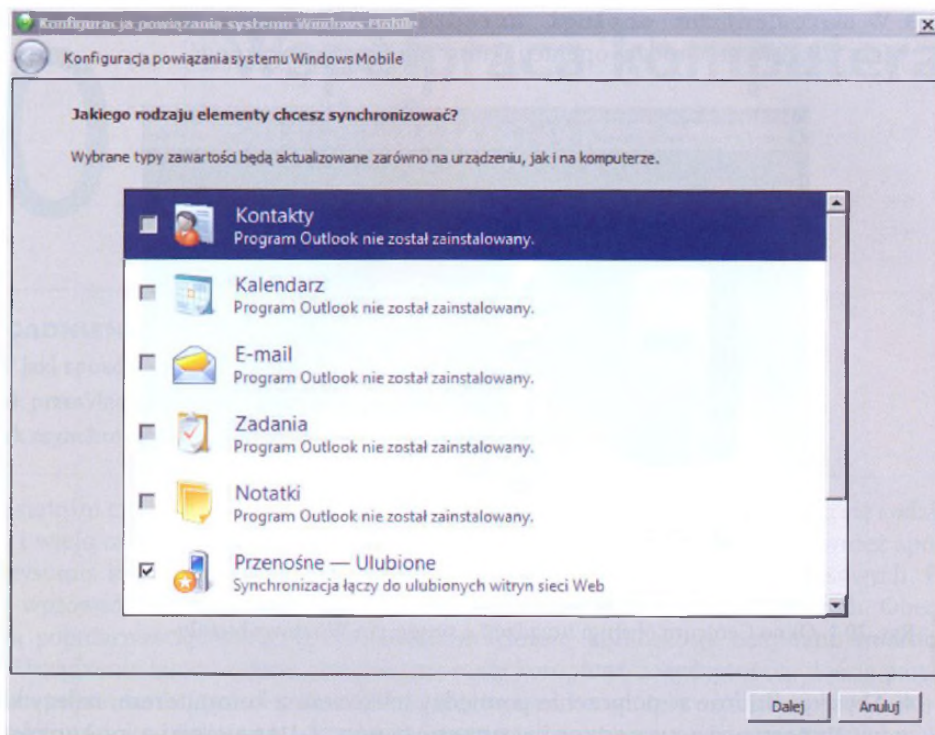 Konfiguracja powiązania systemu Windows Mobile
Konfiguracja powiązania systemu Windows Mobile
Jakiego rodzaju elementy chcesz synchronizować?
Wybrane typy zawartości będą aktualizowane zarówno na urządzeniu, jak i na komputerze.
Kontakty
Program Outlook nie został zainstalowany.
Kalendarz
Program Outlook nie został zainstalowany.
E-mail
Program Outlook nie został zainstalowany.
Zadania
Program Outlook nie został zainstalowany.
Notatki
Program Outlook nie został zainstalowany.
Przenośne — Ulubione
Synchronizacja łączy do ulubionych witryn sieci Web
Dalej Anuluj